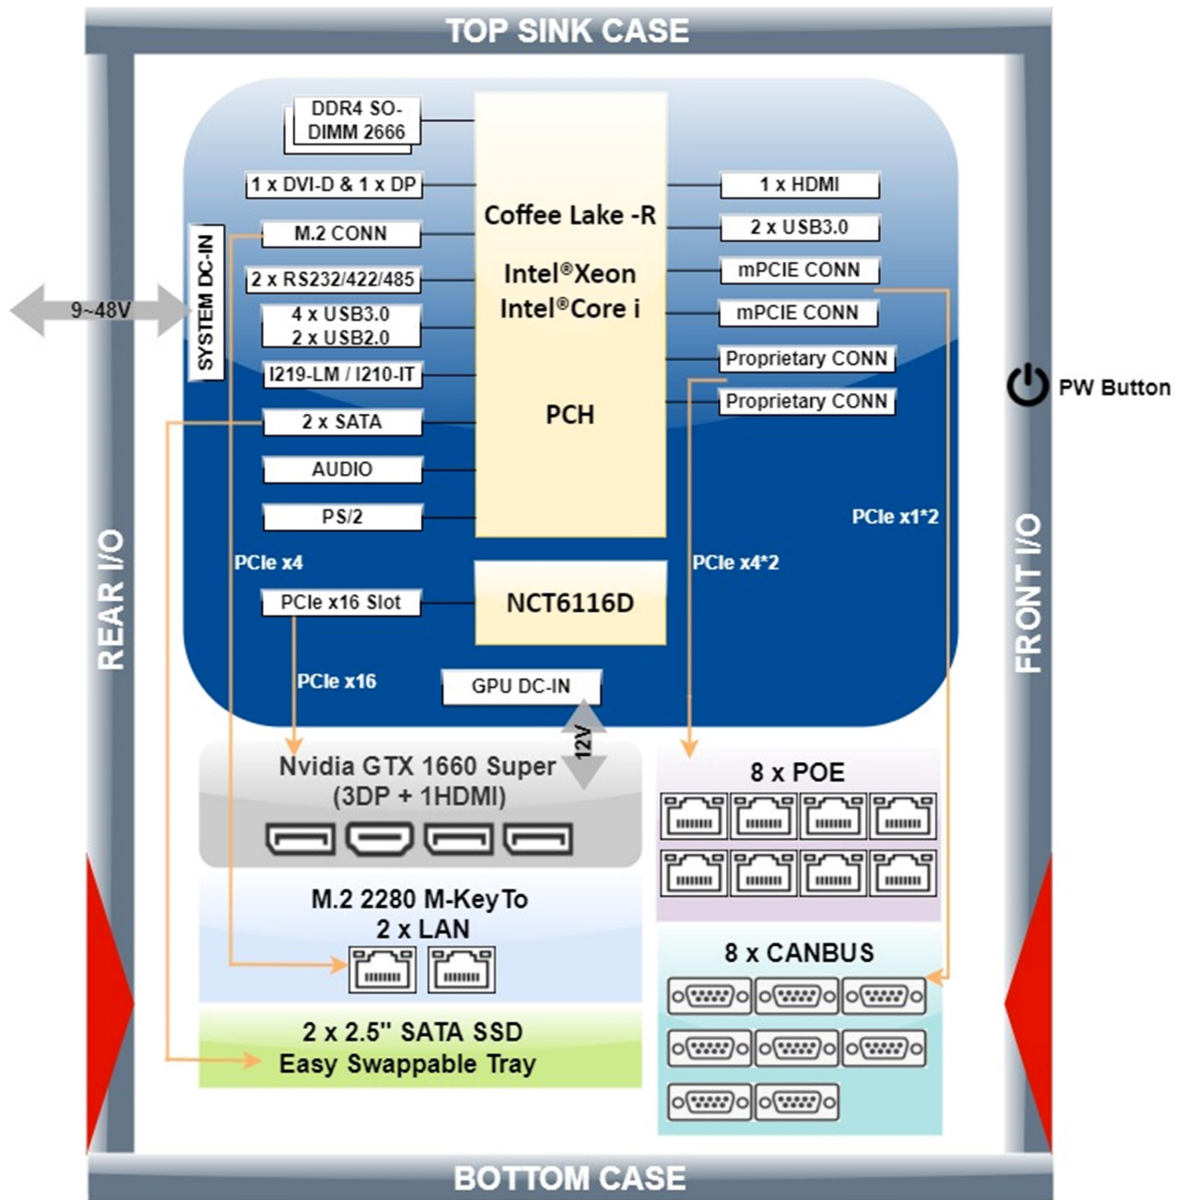 TOP SINK CASE
DDR4 SO-
DIMM 2666
1 x DVI-D & 1 x DP
M.2 CONN
2 x RS232/422/485
4 x USB3.0
2 x USB2.0
I219-LM / I210-IT
2 x SATA
AUDIO
PS/2
PCIe x4
PCIe x16 Slot
PCIe x16
SYSTEM DC-IN
9~48V
REAR I/O
Coffee Lake -R
Intel®Xeon
Intel®Core i
PCH
NCT6116D
GPU DC-IN
12V
1 x HDMI
2 x USB3.0
mPCIE CONN
mPCIE CONN
Proprietary CONN
Proprietary CONN
PCIe x1*2
PCIe x4*2
PW Button
FRONT I/O
Nvidia GTX 1660 Super
(3DP + 1HDMI)
M.2 2280 M-KeyTo
2 x LAN
2 x 2.5" SATA SSD
Easy Swappable Tray
8 x POE
8 x CANBUS
BOTTOM CASE